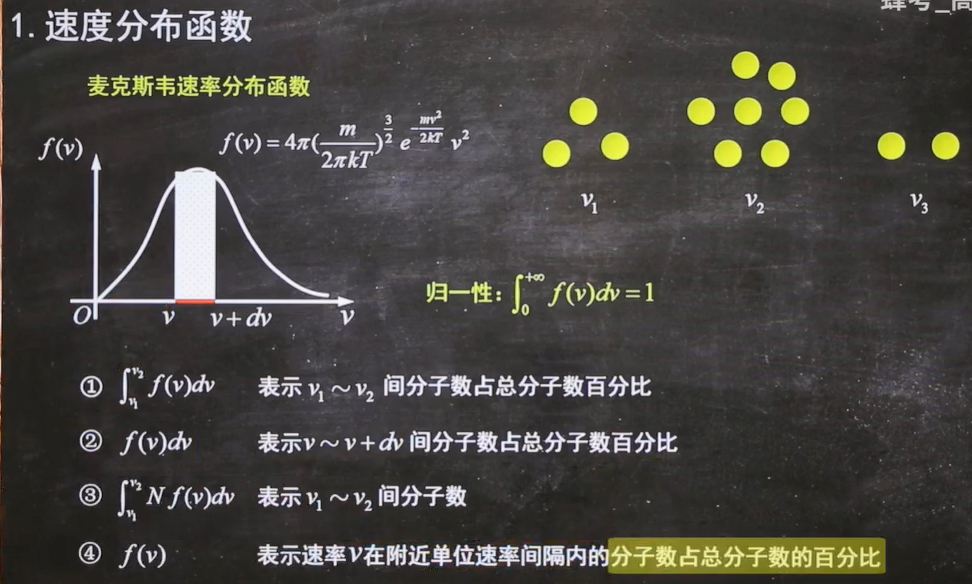 蜂考_高
1. 速度分布函数
麦克斯韦速率分布函数
f(v) = 4π(m/2πkT)^{3/2} e^{-mv²/2kT} v²
f(v)
v₁ v₂ v₃
归一性: ∫₀^{+∞} f(v)dv = 1
O v v+dv v
① ∫_{v₁}^{v₂} f(v)dv 表示 v₁ ~ v₂ 间分子数占总分子数百分比
② f(v)dv 表示v ~ v + dv 间分子数占总分子数百分比
③ ∫_{v₁}^{v₂} N f(v)dv 表示 v₁ ~ v₂ 间分子数
④ f(v) 表示速率v在附近单位速率间隔内的分子数占总分子数的百分比